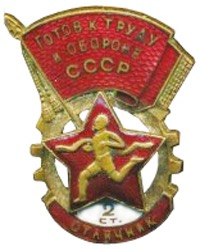 ГОТОВ К ТРУДУ
И ОБОРОНЕ
СССР
2
СТ.
ОТЛИЧНИК